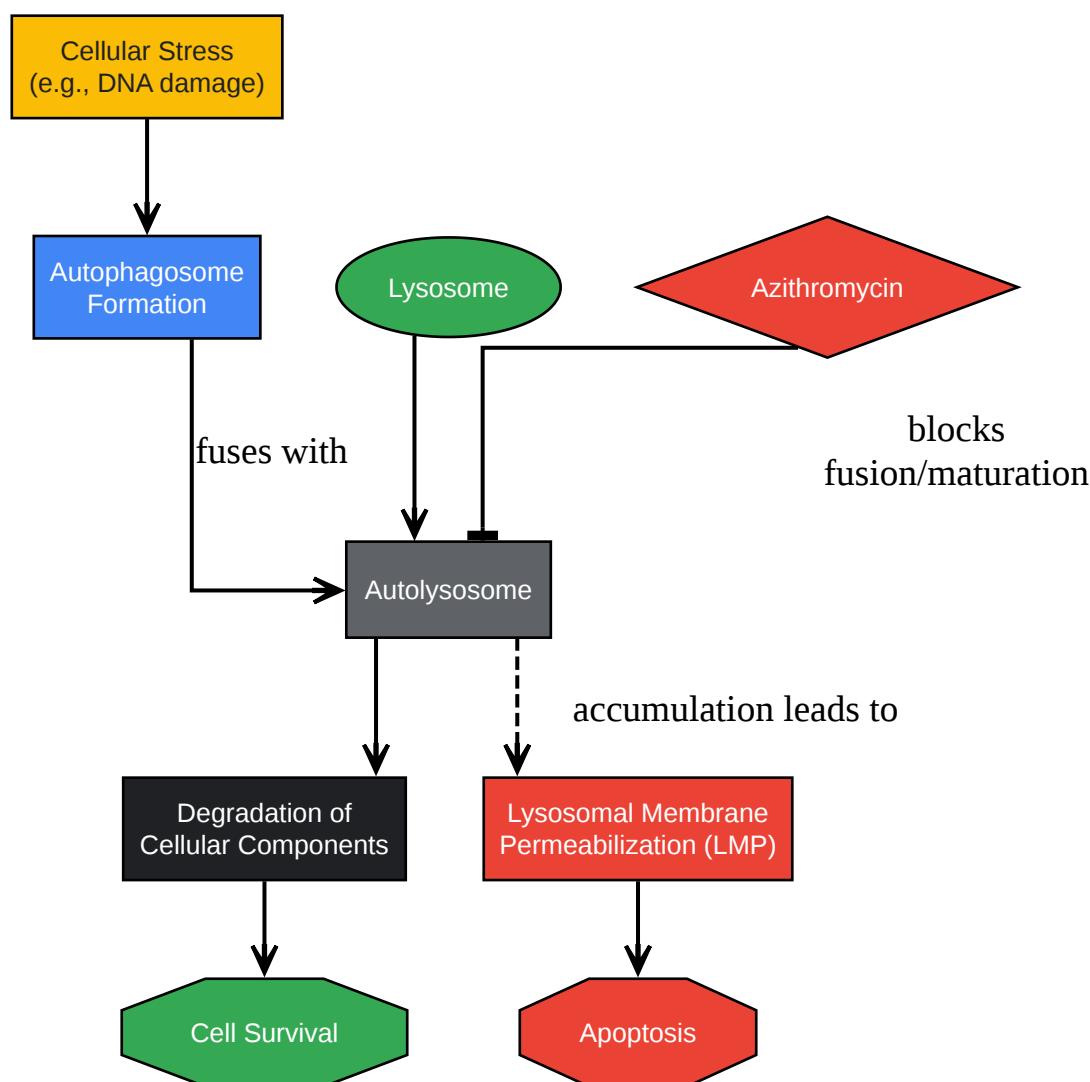 Cellular Stress
(e.g., DNA damage)
Autophagosome
Formation
Lysosome
Azithromycin
blocks
fusion/maturation
fuses with
Autolysosome
accumulation leads to
Degradation of
Cellular Components
Lysosomal Membrane
Permeabilization (LMP)
Cell Survival
Apoptosis